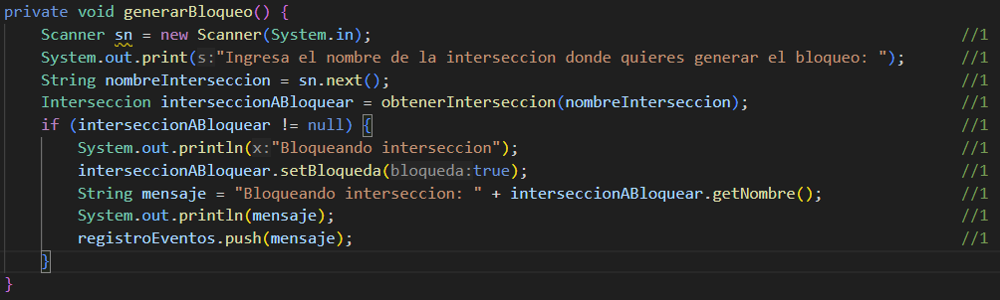 private void generarBloqueo() {
    Scanner sn = new Scanner(System.in); //1
    System.out.print(s:"Ingresa el nombre de la interseccion donde quieres generar el bloqueo: "); //1
    String nombreInterseccion = sn.next(); //1
    Interseccion interseccionABloquear = obtenerInterseccion(nombreInterseccion); //1
    if (interseccionABloquear != null) { //1
        System.out.println(x:"Bloqueando interseccion"); //1
        interseccionABloquear.setBloqueda(bloqueda:true); //1
        String mensaje = "Bloqueando interseccion: " + interseccionABloquear.getNombre(); //1
        System.out.println(mensaje); //1
        registroEventos.push(mensaje); //1
    }
}